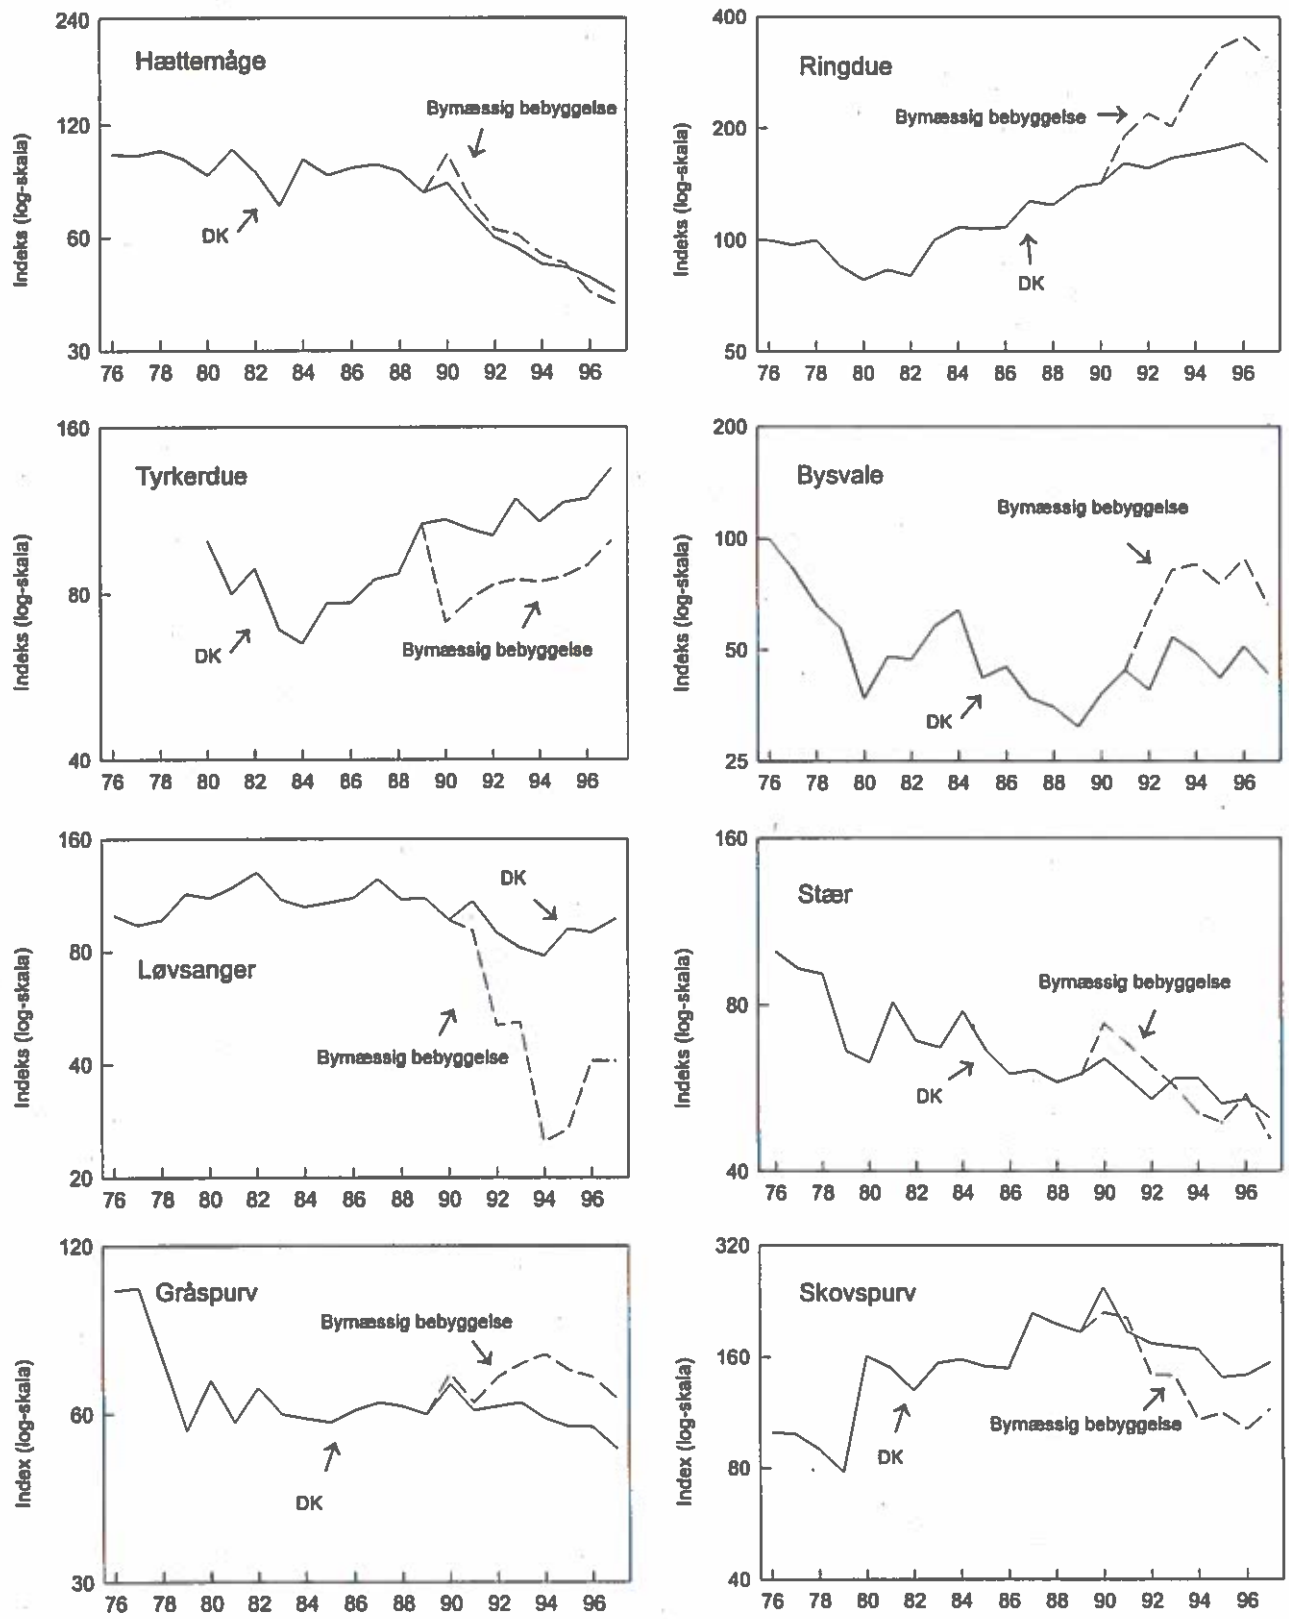 240
120
60
30
Indeks (log-skala)
Hættemåge
Bymæssig bebyggelse
DK
76 78 80 82 84 86 88 90 92 94 96
400
200
100
50
Indeks (log-skala)
Ringdue
Bymæssig bebyggelse
DK
76 78 80 82 84 86 88 90 92 94 96
160
80
40
Indeks (log-skala)
Tyrkerdue
DK
Bymæssig bebyggelse
76 78 80 82 84 86 88 90 92 94 96
200
100
50
25
Indeks (log-skala)
Bysvale
Bymæssig bebyggelse
DK
76 78 80 82 84 86 88 90 92 94 96
160
80
40
20
Indeks (log-skala)
DK
Løvsanger
Bymæssig bebyggelse
76 78 80 82 84 86 88 90 92 94 96
160
80
40
Indeks (log-skala)
Stær
Bymæssig bebyggelse
DK
76 78 80 82 84 86 88 90 92 94 96
120
60
30
Index (log-skala)
Gråspurv
Bymæssig bebyggelse
DK
76 78 80 82 84 86 88 90 92 94 96
320
160
80
40
Index (log-skala)
Skovspurv
Bymæssig bebyggelse
DK
76 78 80 82 84 86 88 90 92 94 96